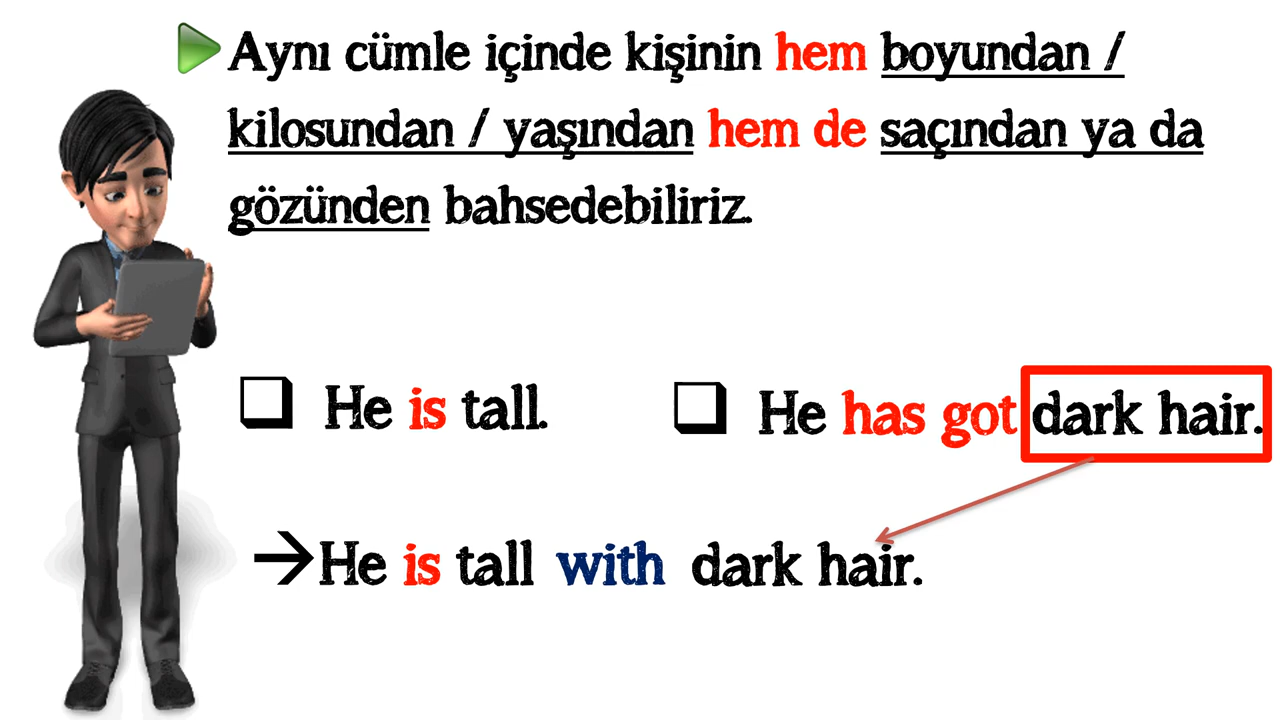 Aynı cümle içinde kişinin hem boyundan /
kilosundan / yaşından hem de saçından ya da
gözünden bahsedebiliriz.
He is tall.
He has got dark hair.
He is tall with dark hair.